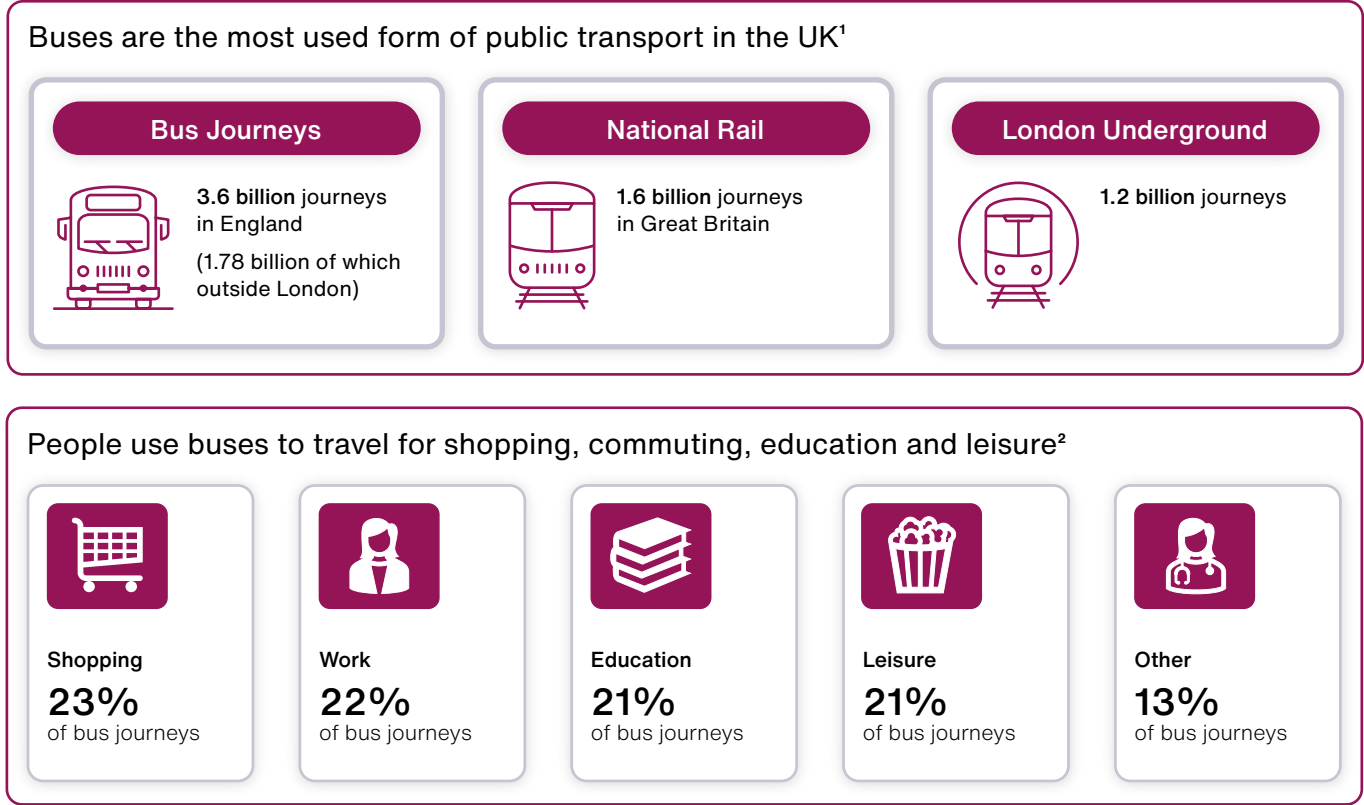 Buses are the most used form of public transport in the UK¹
Bus Journeys
3.6 billion journeys
in England
(1.78 billion of which
outside London)
National Rail
1.6 billion journeys
in Great Britain
London Underground
1.2 billion journeys
People use buses to travel for shopping, commuting, education and leisure²
Shopping
23%
of bus journeys
Work
22%
of bus journeys
Education
21%
of bus journeys
Leisure
21%
of bus journeys
Other
13%
of bus journeys